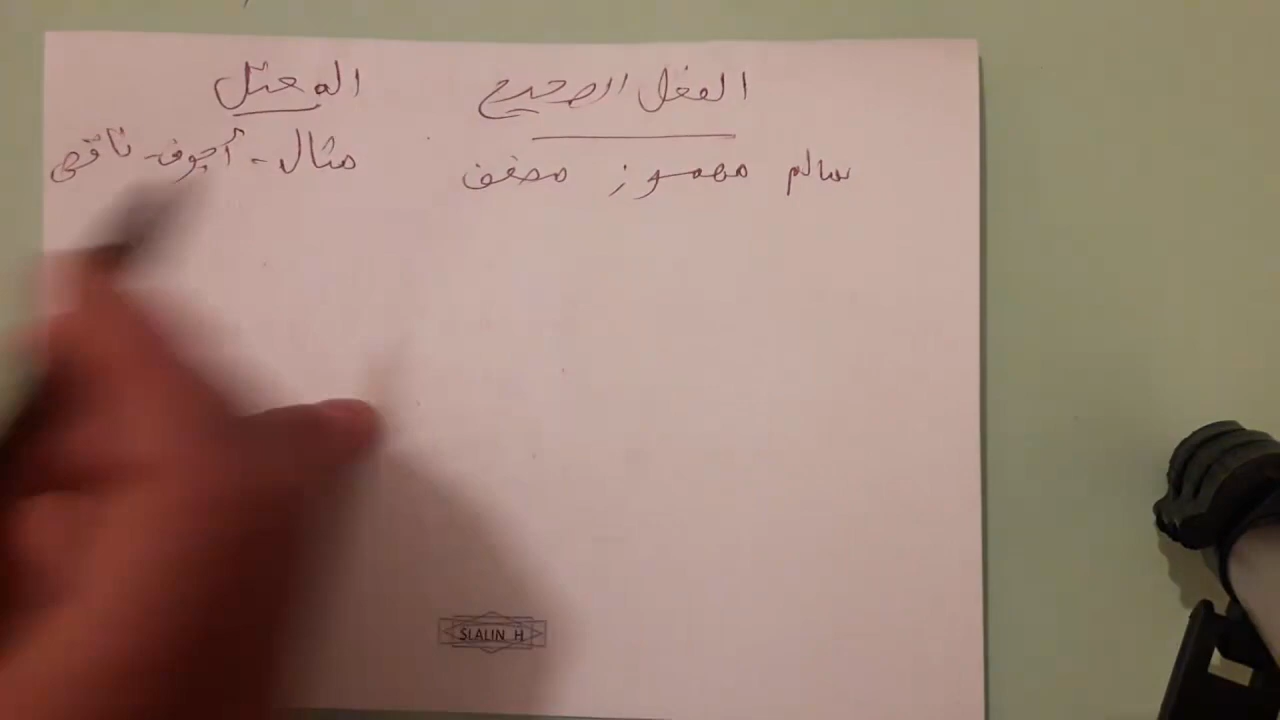 الفعل الصحيح
المعتل
سالم مهموز مضعف
مثال - أجوف - ناقص
SLALIN H